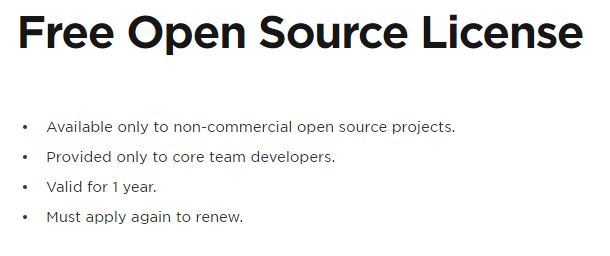 Free Open Source License
• Available only to non-commercial open source projects.
• Provided only to core team developers.
• Valid for 1 year.
• Must apply again to renew.